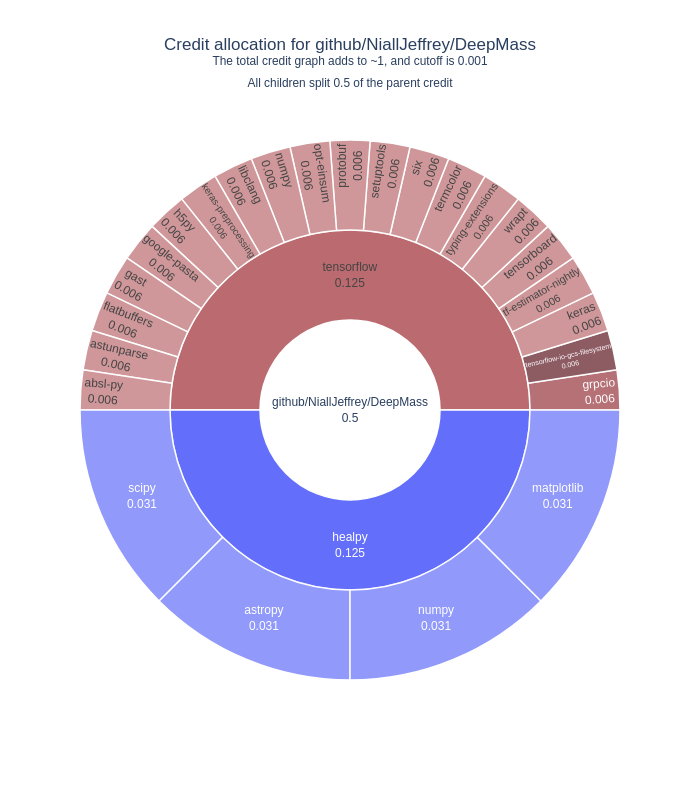 Credit allocation for github/NiallJeffrey/DeepMass
The total credit graph adds to ~1, and cutoff is 0.001
All children split 0.5 of the parent credit
absl-py
0.006
astunparse
0.006
flatbuffers
0.006
gast
0.006
google-pasta
0.006
h5py
0.006
keras-preprocessing
0.006
libclang
0.006
numpy
0.006
opt-einsum
0.006
protobuf
0.006
setuptools
0.006
six
0.006
termcolor
0.006
typing-extensions
0.006
wrapt
0.006
tensorboard
0.006
tf-estimator-nightly
0.006
keras
0.006
tensorflow-io-gcs-filesystem
0.006
grpcio
0.006
tensorflow
0.125
github/NiallJeffrey/DeepMass
0.5
healpy
0.125
scipy
0.031
astropy
0.031
numpy
0.031
matplotlib
0.031